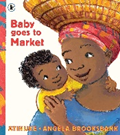 Baby
goes to
Market
ATINUKE • ANGELA BROOKSBANK